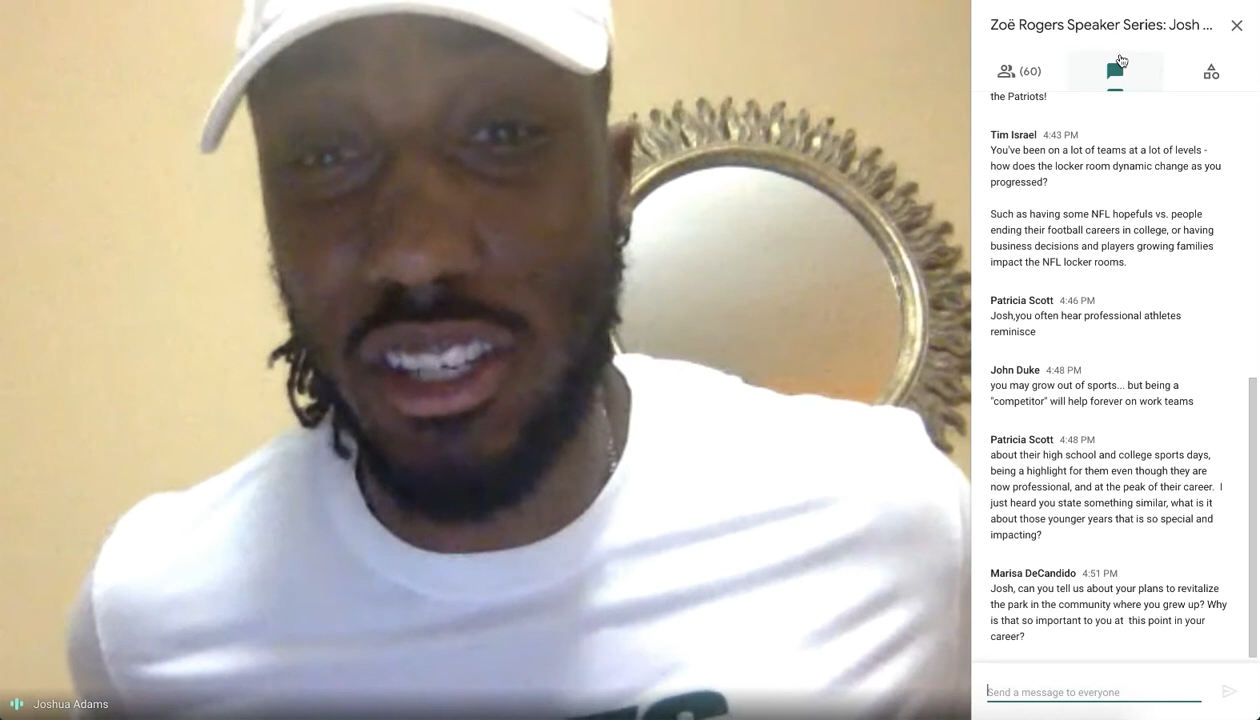 Zoë Rogers Speaker Series: Josh ...
(60)
the Patriots!
Tim Israel 4:43 PM
You've been on a lot of teams at a lot of levels -
how does the locker room dynamic change as you
progressed?
Such as having some NFL hopefuls vs. people
ending their football careers in college, or having
business decisions and players growing families
impact the NFL locker rooms.
Patricia Scott 4:46 PM
Josh,you often hear professional athletes
reminisce
John Duke 4:48 PM
you may grow out of sports... but being a
"competitor" will help forever on work teams
Patricia Scott 4:48 PM
about their high school and college sports days,
being a highlight for them even though they are
now professional, and at the peak of their career. I
just heard you state something similar, what is it
about those younger years that is so special and
impacting?
Marisa DeCandido 4:51 PM
Josh, can you tell us about your plans to revitalize
the park in the community where you grew up? Why
is that so important to you at this point in your
career?
Send a message to everyone
Joshua Adams